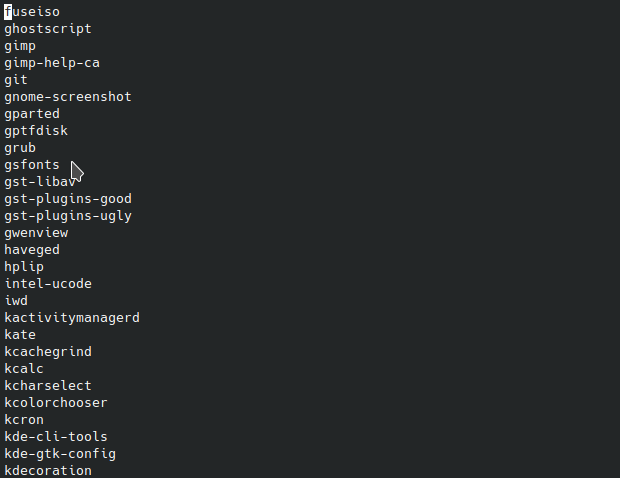 fuseiso
ghostscript
gimp
gimp-help-ca
git
gnome-screenshot
gparted
gptfdisk
grub
gsfonts
gst-libav
gst-plugins-good
gst-plugins-ugly
gwenview
haveged
hplip
intel-ucode
iwd
kactivitymanagerd
kate
kcachegrind
kcalc
kcharselect
kcolorchooser
kcron
kde-cli-tools
kde-gtk-config
kdecoration